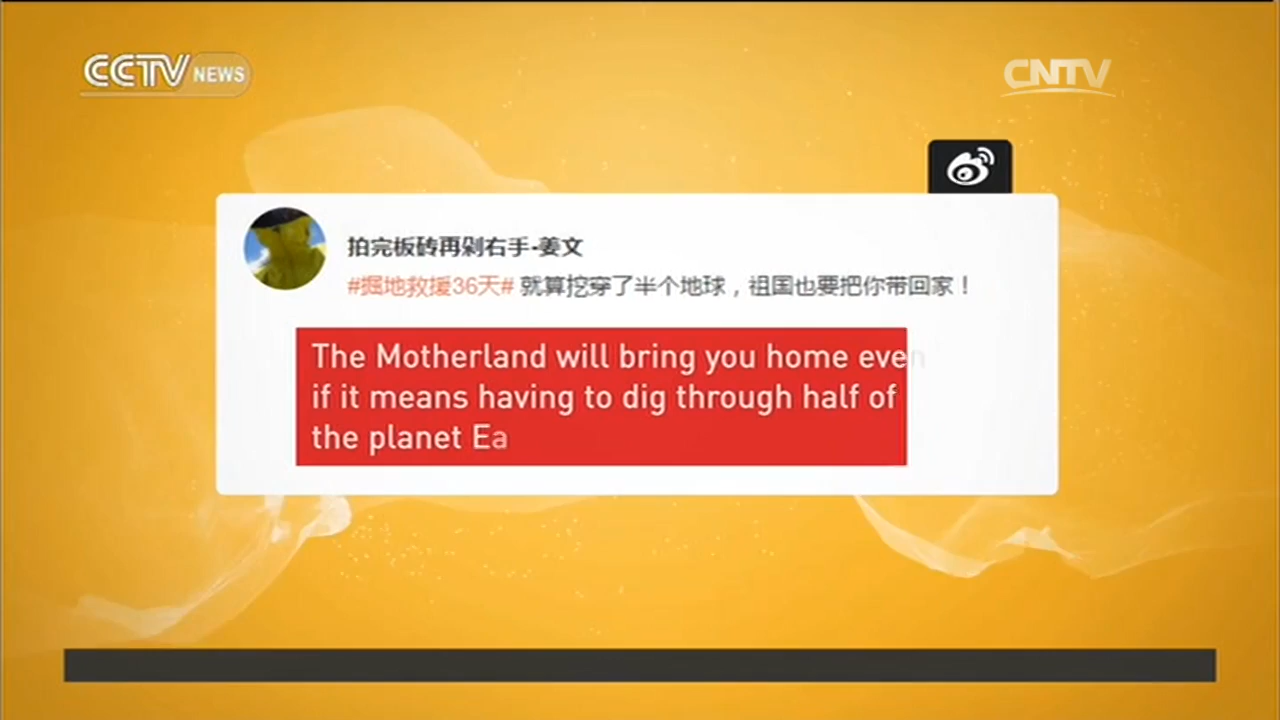 CCTV NEWS
CNTV
拍完板砖再剁右手-姜文
#掘地救援36天# 就算挖穿了半个地球，祖国也要把你带回家！
The Motherland will bring you home even
if it means having to dig through half of
the planet Ea